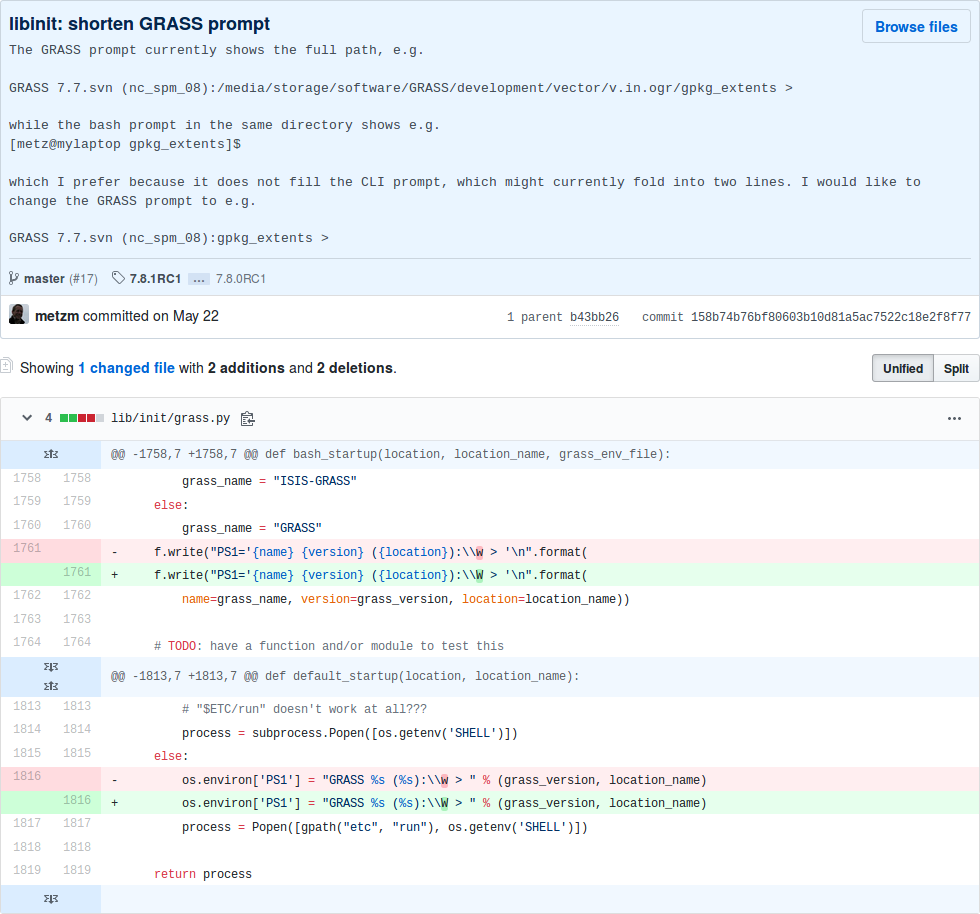 libinit: shorten GRASS prompt
Browse files
The GRASS prompt currently shows the full path, e.g.
GRASS 7.7.svn (nc_spm_08):/media/storage/software/GRASS/development/vector/v.in.ogr/gpkg_extents >
while the bash prompt in the same directory shows e.g.
[metz@mylaptop gpkg_extents]$
which I prefer because it does not fill the CLI prompt, which might currently fold into two lines. I would like to
change the GRASS prompt to e.g.
GRASS 7.7.svn (nc_spm_08):gpkg_extents >
master (#17) 7.8.1RC1 … 7.8.0RC1
metzm committed on May 22 1 parent b43bb26 commit 158b74b76bf80603b10d81a5ac7522c18e2f8f77
Showing 1 changed file with 2 additions and 2 deletions. Unified Split
4 lib/init/grass.py
@@ -1758,7 +1758,7 @@ def bash_startup(location, location_name, grass_env_file):
1758 1758 grass_name = "ISIS-GRASS"
1759 1759 else:
1760 1760 grass_name = "GRASS"
1761 - f.write("PS1='{name} {version} ({location}):\\w > '\n".format(
1761 + f.write("PS1='{name} {version} ({location}):\\W > '\n".format(
1762 1762 name=grass_name, version=grass_version, location=location_name))
1763 1763
1764 1764 # TODO: have a function and/or module to test this
@@ -1813,7 +1813,7 @@ def default_startup(location, location_name):
1813 1813 # "$ETC/run" doesn't work at all???
1814 1814 process = subprocess.Popen([os.getenv('SHELL')])
1815 1815 else:
1816 - os.environ['PS1'] = "GRASS %s (%s):\\w > " % (grass_version, location_name)
1816 + os.environ['PS1'] = "GRASS %s (%s):\\W > " % (grass_version, location_name)
1817 1817 process = Popen([gpath("etc", "run"), os.getenv('SHELL')])
1818 1818
1819 1819 return process